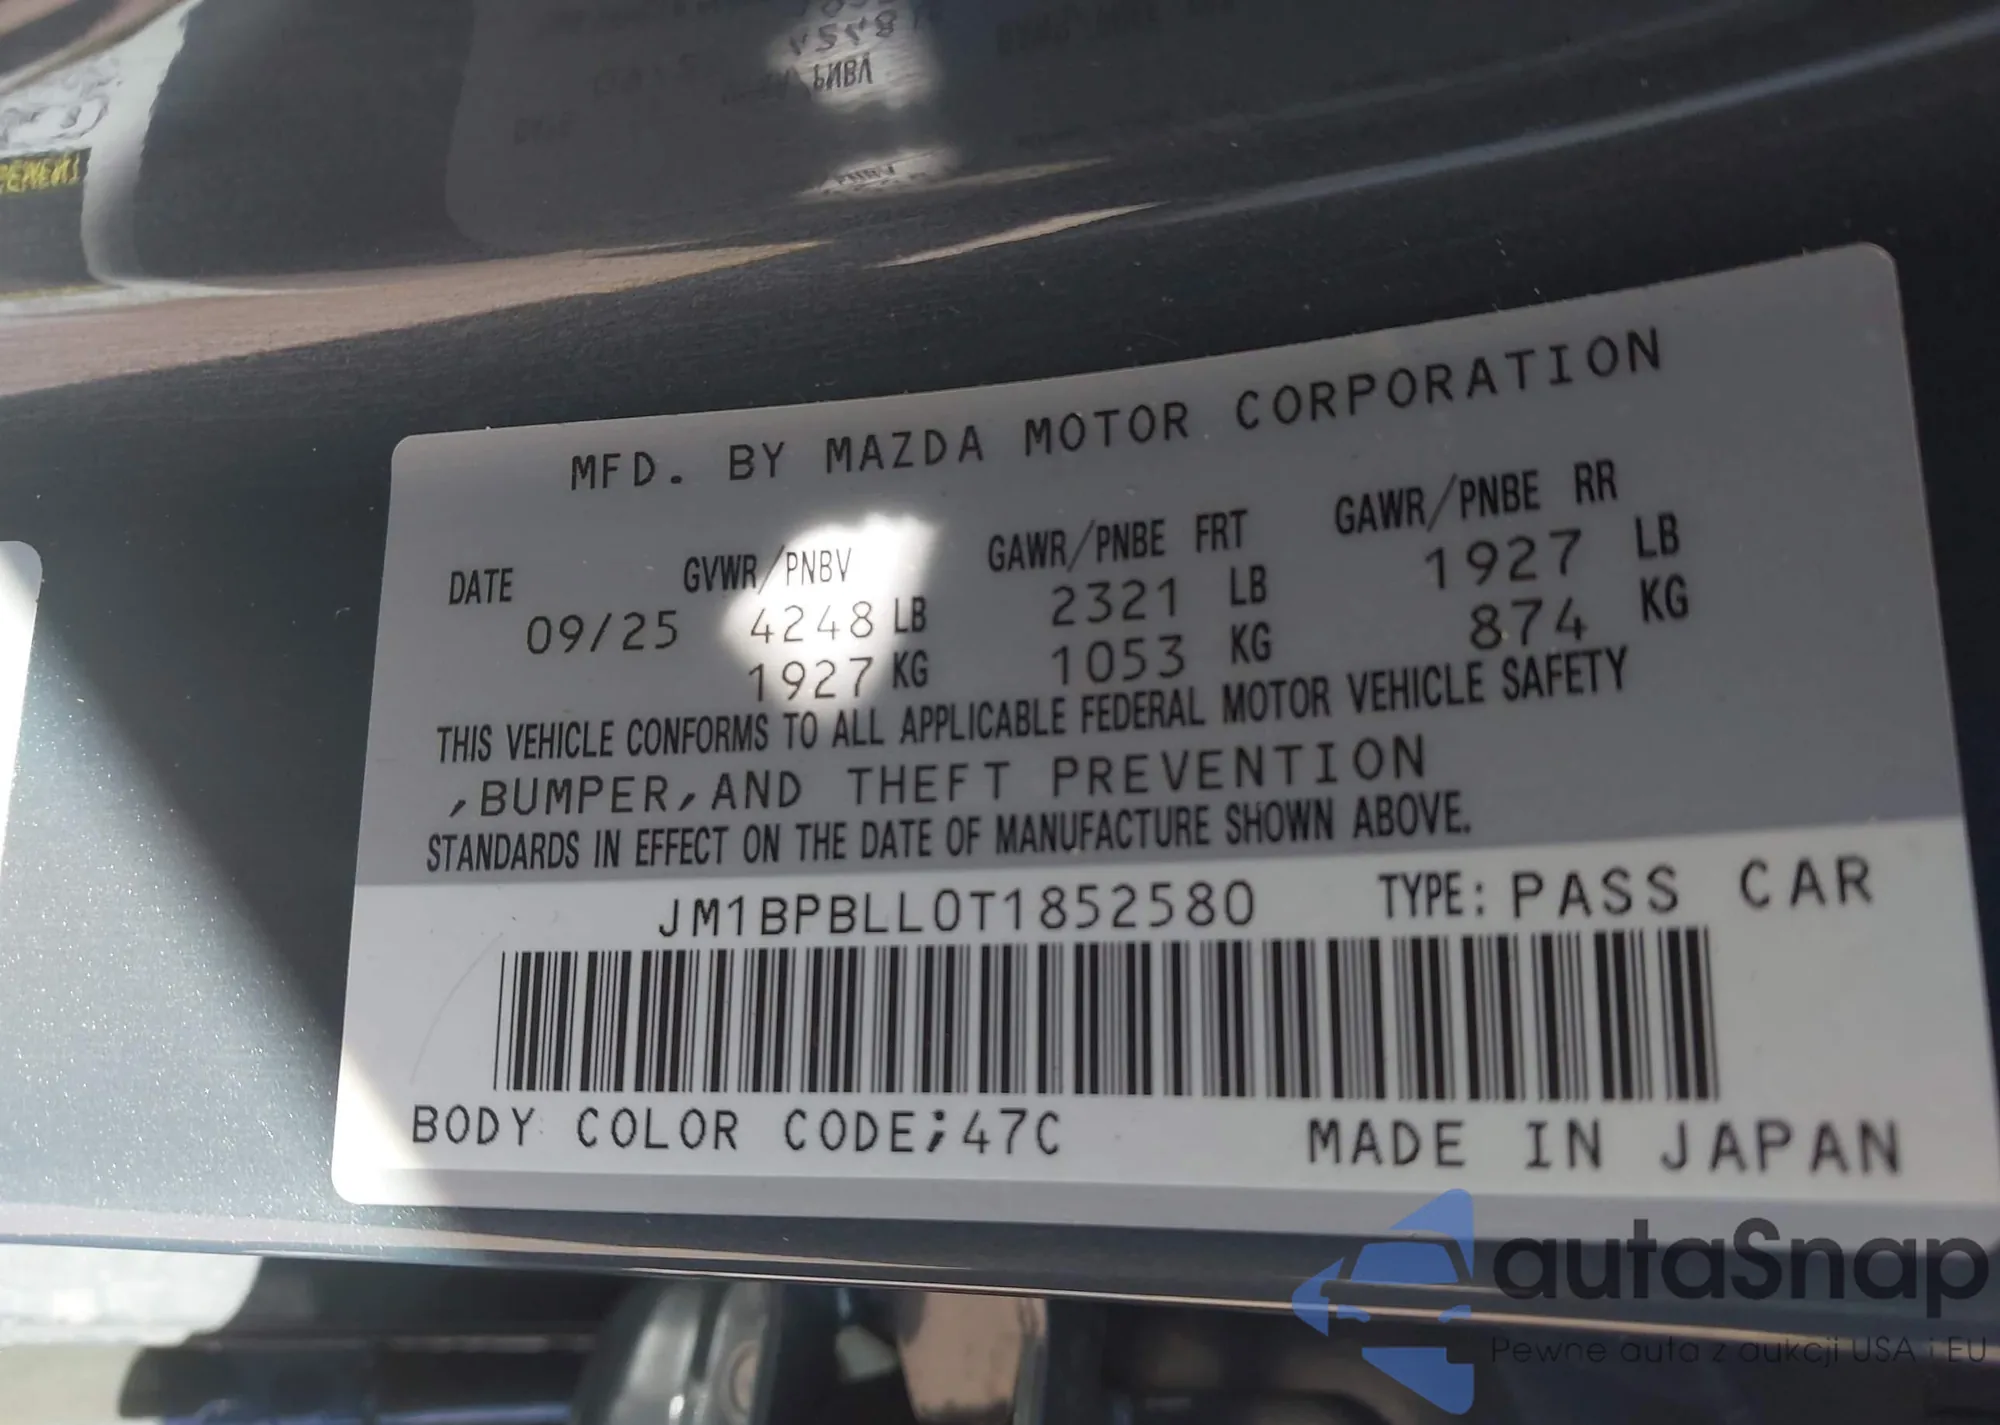 MFD. BY MAZDA MOTOR CORPORATION
DATE GVWR/PNBV GAWR/PNBE FRT GAWR/PNBE RR
09/25 4248 LB 2321 LB 1927 LB
1927 KG 1053 KG 874 KG
THIS VEHICLE CONFORMS TO ALL APPLICABLE FEDERAL MOTOR VEHICLE SAFETY
,BUMPER,AND THEFT PREVENTION
STANDARDS IN EFFECT ON THE DATE OF MANUFACTURE SHOWN ABOVE.
JM1BPBLL0T1852580 TYPE: PASS CAR
BODY COLOR CODE;47C MADE IN JAPAN
autaSnap
Pewne auta z aukcji USA i EU